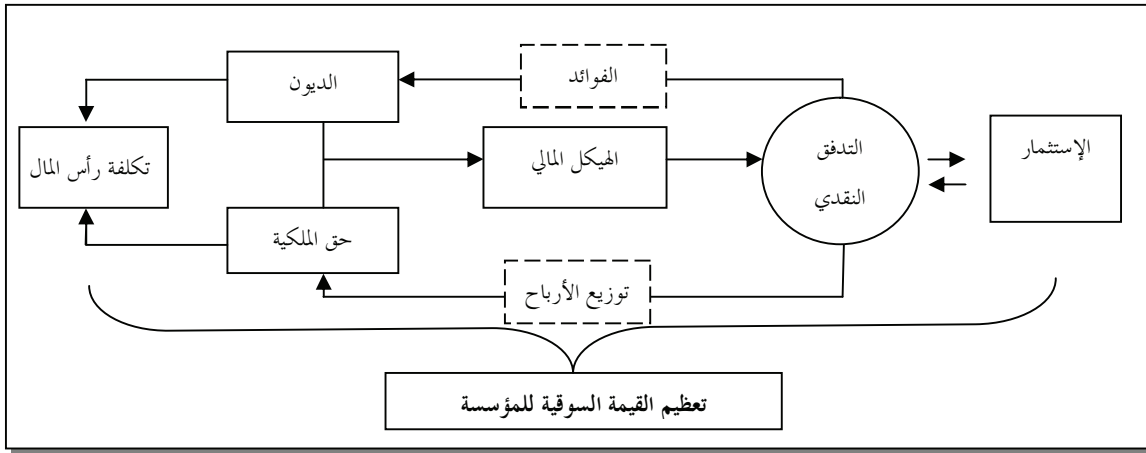 الفوائد
الديون
الإستثمار
التدفق
النقدي
الهيكل المالي
تكلفة رأس المال
حق الملكية
توزيع الأرباح
تعظيم القيمة السوقية للمؤسسة